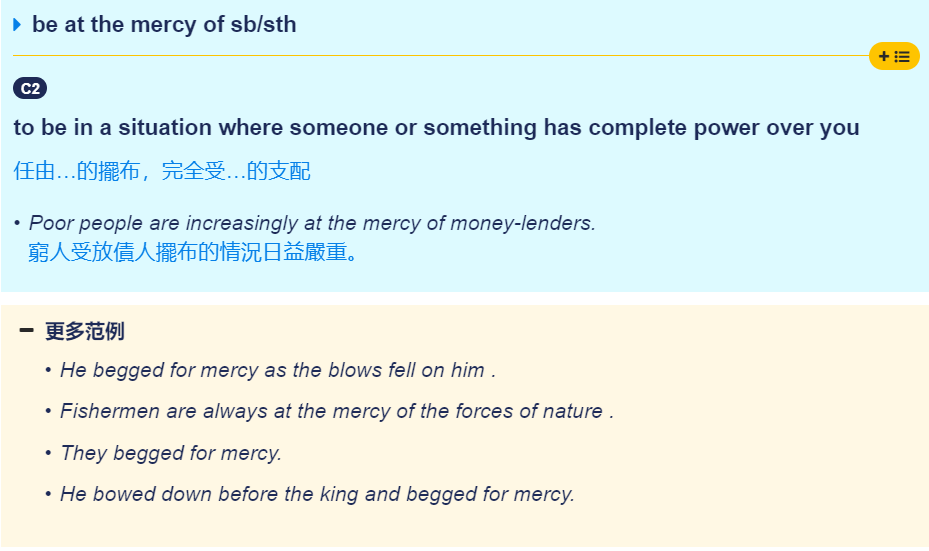 be at the mercy of sb/sth
C2
to be in a situation where someone or something has complete power over you
任由…的擺布，完全受…的支配
• Poor people are increasingly at the mercy of money-lenders.
窮人受放債人擺布的情況日益嚴重。
更多范例
• He begged for mercy as the blows fell on him .
• Fishermen are always at the mercy of the forces of nature .
• They begged for mercy.
• He bowed down before the king and begged for mercy.